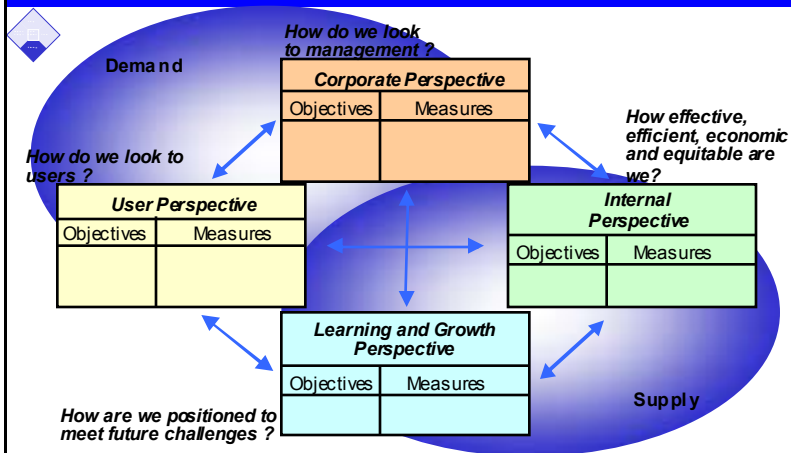 How do we look
to management ?
Demand
Corporate Perspective
Objectives
Measures
How effective,
efficient, economic
and equitable are
we?
How do we look to
users ?
User Perspective
Objectives
Measures
Internal
Perspective
Objectives
Measures
Learning and Growth
Perspective
Objectives
Measures
Supply
How are we positioned to
meet future challenges ?